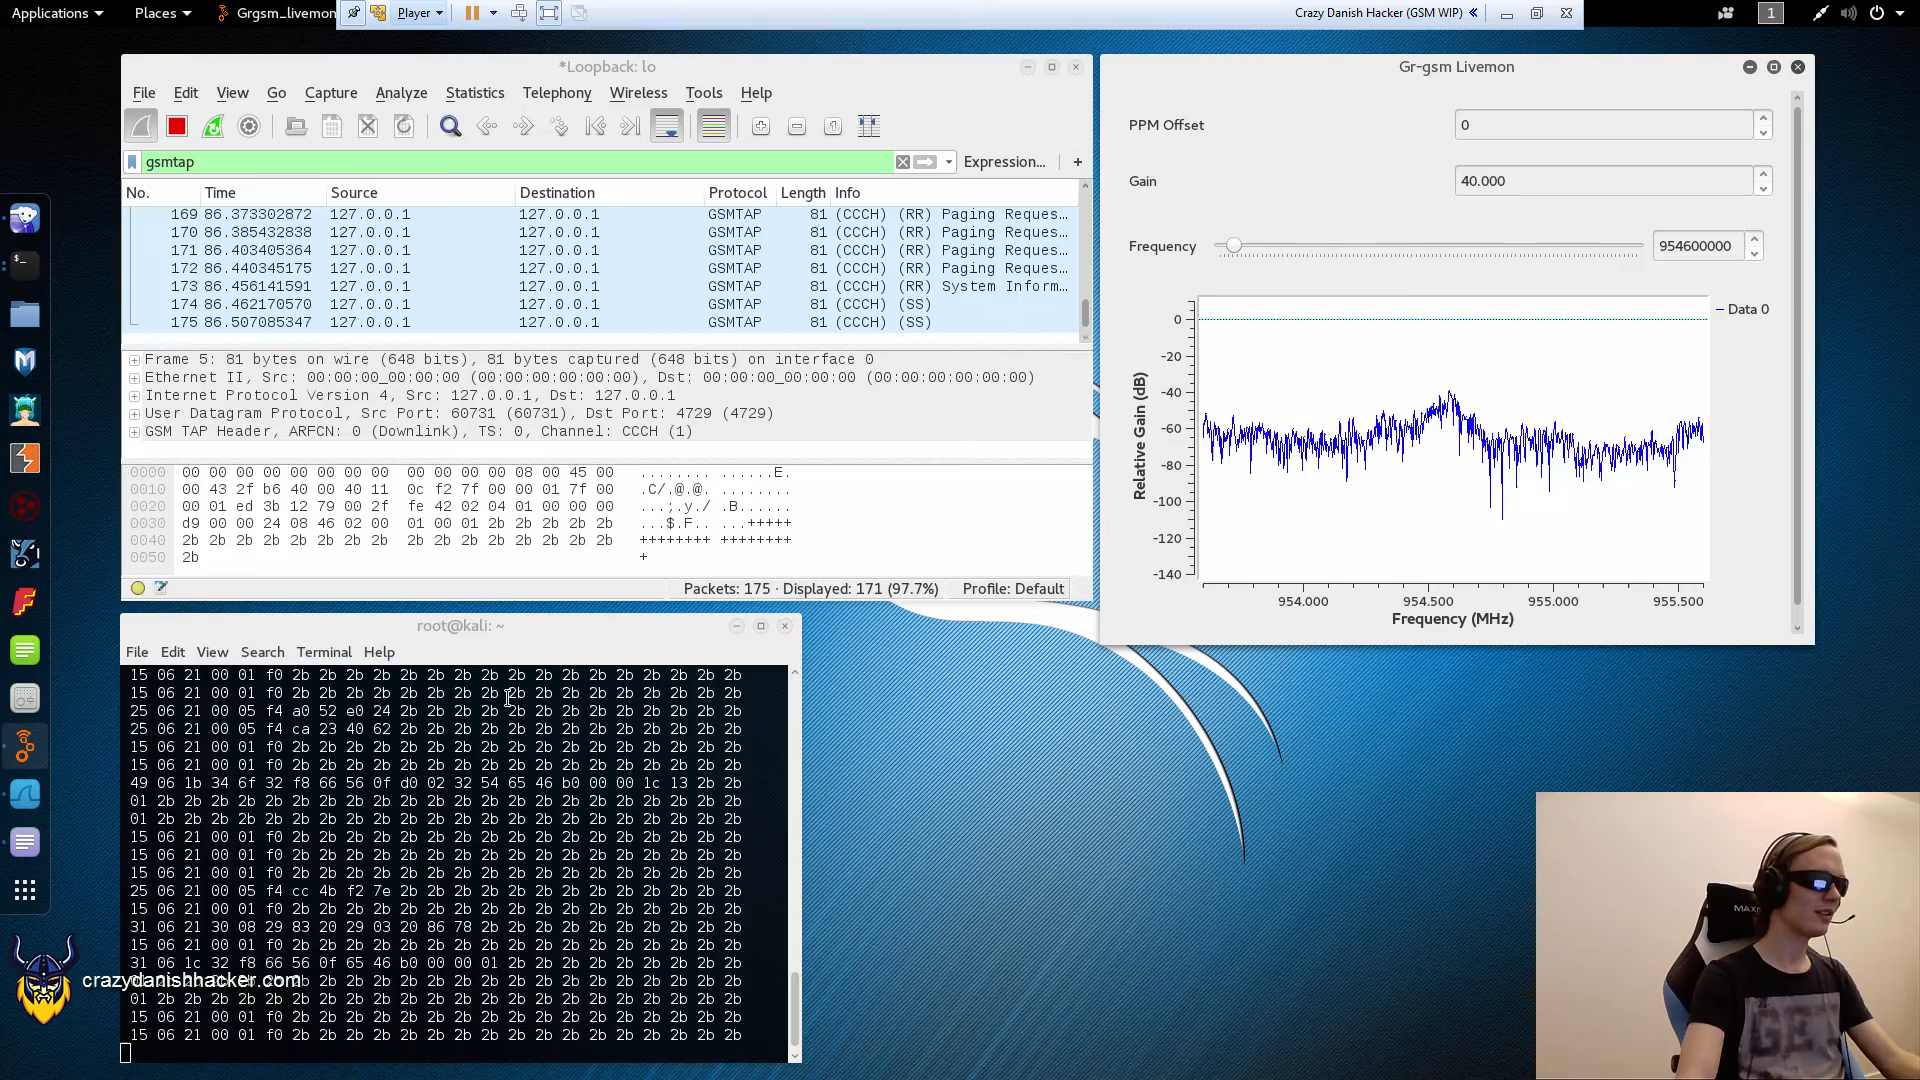 Applications Places Grgsm_livemon Player Crazy Danish Hacker (GSM WIP) 1
*Loopback: lo
File Edit View Go Capture Analyze Statistics Telephony Wireless Tools Help
gsmtap Expression... +
No. Time Source Destination Protocol Length Info
169 86.373302872 127.0.0.1 127.0.0.1 GSMTAP 81 (CCCH) (RR) Paging Reques…
170 86.385432838 127.0.0.1 127.0.0.1 GSMTAP 81 (CCCH) (RR) Paging Reques…
171 86.403405364 127.0.0.1 127.0.0.1 GSMTAP 81 (CCCH) (RR) Paging Reques…
172 86.440345175 127.0.0.1 127.0.0.1 GSMTAP 81 (CCCH) (RR) Paging Reques…
173 86.456141591 127.0.0.1 127.0.0.1 GSMTAP 81 (CCCH) (RR) System Inform…
174 86.462170570 127.0.0.1 127.0.0.1 GSMTAP 81 (CCCH) (SS)
175 86.507085347 127.0.0.1 127.0.0.1 GSMTAP 81 (CCCH) (SS)
Frame 5: 81 bytes on wire (648 bits), 81 bytes captured (648 bits) on interface 0
Ethernet II, Src: 00:00:00_00:00:00 (00:00:00:00:00:00), Dst: 00:00:00_00:00:00 (00:00:00:00:00:00)
Internet Protocol Version 4, Src: 127.0.0.1, Dst: 127.0.0.1
User Datagram Protocol, Src Port: 60731 (60731), Dst Port: 4729 (4729)
GSM TAP Header, ARFCN: 0 (Downlink), TS: 0, Channel: CCCH (1)
0000 00 00 00 00 00 00 00 00 00 00 00 00 08 00 45 00 ........ ......E.
0010 00 43 2f b6 40 00 40 11 0c f2 7f 00 00 01 7f 00 .C/.@.@. ........
0020 00 01 ed 3b 12 79 00 2f fe 42 02 04 01 00 00 00 ...;.y./ .B......
0030 d9 00 00 24 08 46 02 00 01 00 01 2b 2b 2b 2b 2b ...$.F.. ...+++++
0040 2b 2b 2b 2b 2b 2b 2b 2b 2b 2b 2b 2b 2b 2b 2b 2b ++++++++ ++++++++
0050 2b +
Packets: 175 · Displayed: 171 (97.7%) Profile: Default
Gr-gsm Livemon
PPM Offset 0
Gain 40.000
Frequency 954600000
Data 0
0
-20
-40
-60
-80
-100
-120
-140
Relative Gain (dB)
954.000 954.500 955.000 955.500
Frequency (MHz)
root@kali: ~
File Edit View Search Terminal Help
15 06 21 00 01 f0 2b 2b 2b 2b 2b 2b 2b 2b 2b 2b 2b 2b 2b 2b 2b 2b 2b
15 06 21 00 01 f0 2b 2b 2b 2b 2b 2b 2b 2b 2b 2b 2b 2b 2b 2b 2b 2b 2b
25 06 21 00 05 f4 a0 52 e0 24 2b 2b 2b 2b 2b 2b 2b 2b 2b 2b 2b 2b 2b
25 06 21 00 05 f4 ca 23 40 62 2b 2b 2b 2b 2b 2b 2b 2b 2b 2b 2b 2b 2b
15 06 21 00 01 f0 2b 2b 2b 2b 2b 2b 2b 2b 2b 2b 2b 2b 2b 2b 2b 2b 2b
15 06 21 00 01 f0 2b 2b 2b 2b 2b 2b 2b 2b 2b 2b 2b 2b 2b 2b 2b 2b 2b
49 06 1b 34 6f 32 f8 66 56 0f d0 02 32 54 65 46 b0 00 00 1c 13 2b 2b
01 2b 2b 2b 2b 2b 2b 2b 2b 2b 2b 2b 2b 2b 2b 2b 2b 2b 2b 2b 2b 2b 2b
01 2b 2b 2b 2b 2b 2b 2b 2b 2b 2b 2b 2b 2b 2b 2b 2b 2b 2b 2b 2b 2b 2b
15 06 21 00 01 f0 2b 2b 2b 2b 2b 2b 2b 2b 2b 2b 2b 2b 2b 2b 2b 2b 2b
15 06 21 00 01 f0 2b 2b 2b 2b 2b 2b 2b 2b 2b 2b 2b 2b 2b 2b 2b 2b 2b
15 06 21 00 01 f0 2b 2b 2b 2b 2b 2b 2b 2b 2b 2b 2b 2b 2b 2b 2b 2b 2b
25 06 21 00 05 f4 cc 4b f2 7e 2b 2b 2b 2b 2b 2b 2b 2b 2b 2b 2b 2b 2b
15 06 21 00 01 f0 2b 2b 2b 2b 2b 2b 2b 2b 2b 2b 2b 2b 2b 2b 2b 2b 2b
31 06 21 30 08 29 83 20 29 03 20 86 78 2b 2b 2b 2b 2b 2b 2b 2b 2b 2b
15 06 21 00 01 f0 2b 2b 2b 2b 2b 2b 2b 2b 2b 2b 2b 2b 2b 2b 2b 2b 2b
31 06 1c 32 f8 66 56 0f 65 46 b0 00 00 01 2b 2b 2b 2b 2b 2b 2b 2b 2b
2b 2b 2b 2b 2b 2b 2b 2b 2b 2b 2b 2b 2b 2b 2b 2b
01 2b 2b 2b 2b 2b 2b 2b 2b 2b 2b 2b 2b 2b 2b 2b 2b 2b 2b 2b 2b 2b 2b
15 06 21 00 01 f0 2b 2b 2b 2b 2b 2b 2b 2b 2b 2b 2b 2b 2b 2b 2b 2b 2b
15 06 21 00 01 f0 2b 2b 2b 2b 2b 2b 2b 2b 2b 2b 2b 2b 2b 2b 2b 2b 2b
crazydanishhacker.com